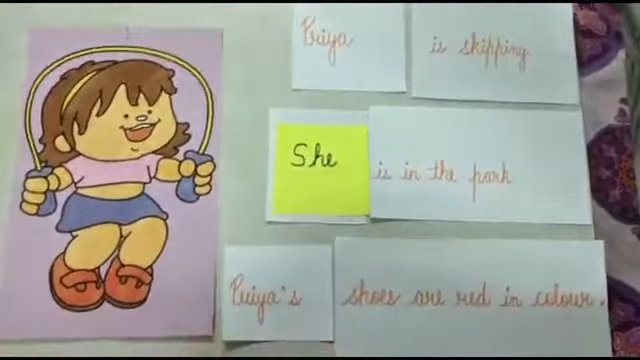 Priya is skipping
She is in the park
Priya's shoes are red in colour.